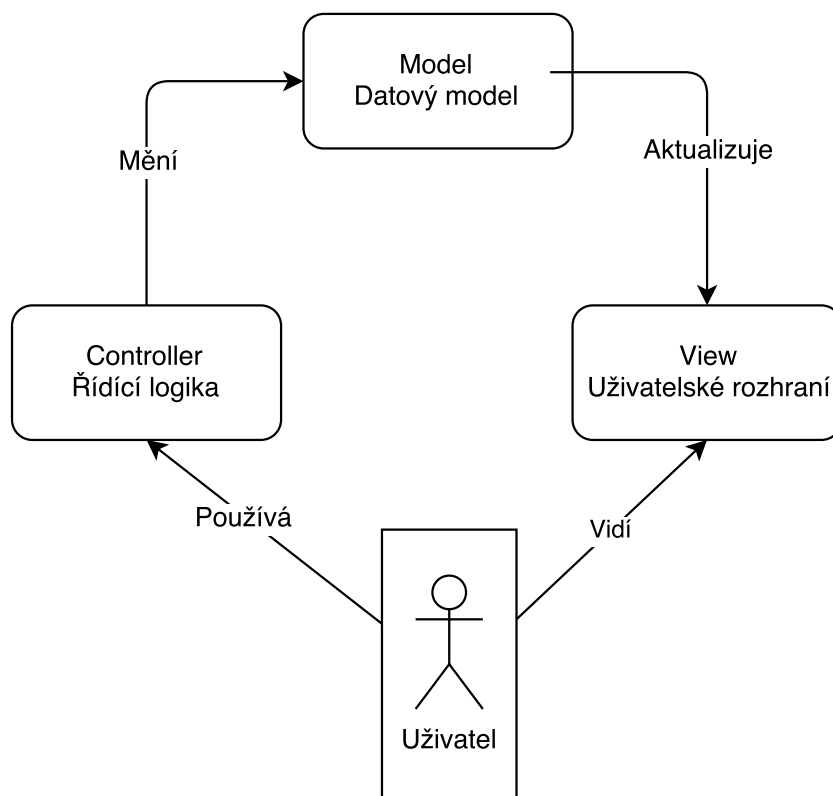 Model
Datový model
Mění
Aktualizuje
Controller
Řídící logika
View
Uživatelské rozhraní
Používá
Vidí
Uživatel